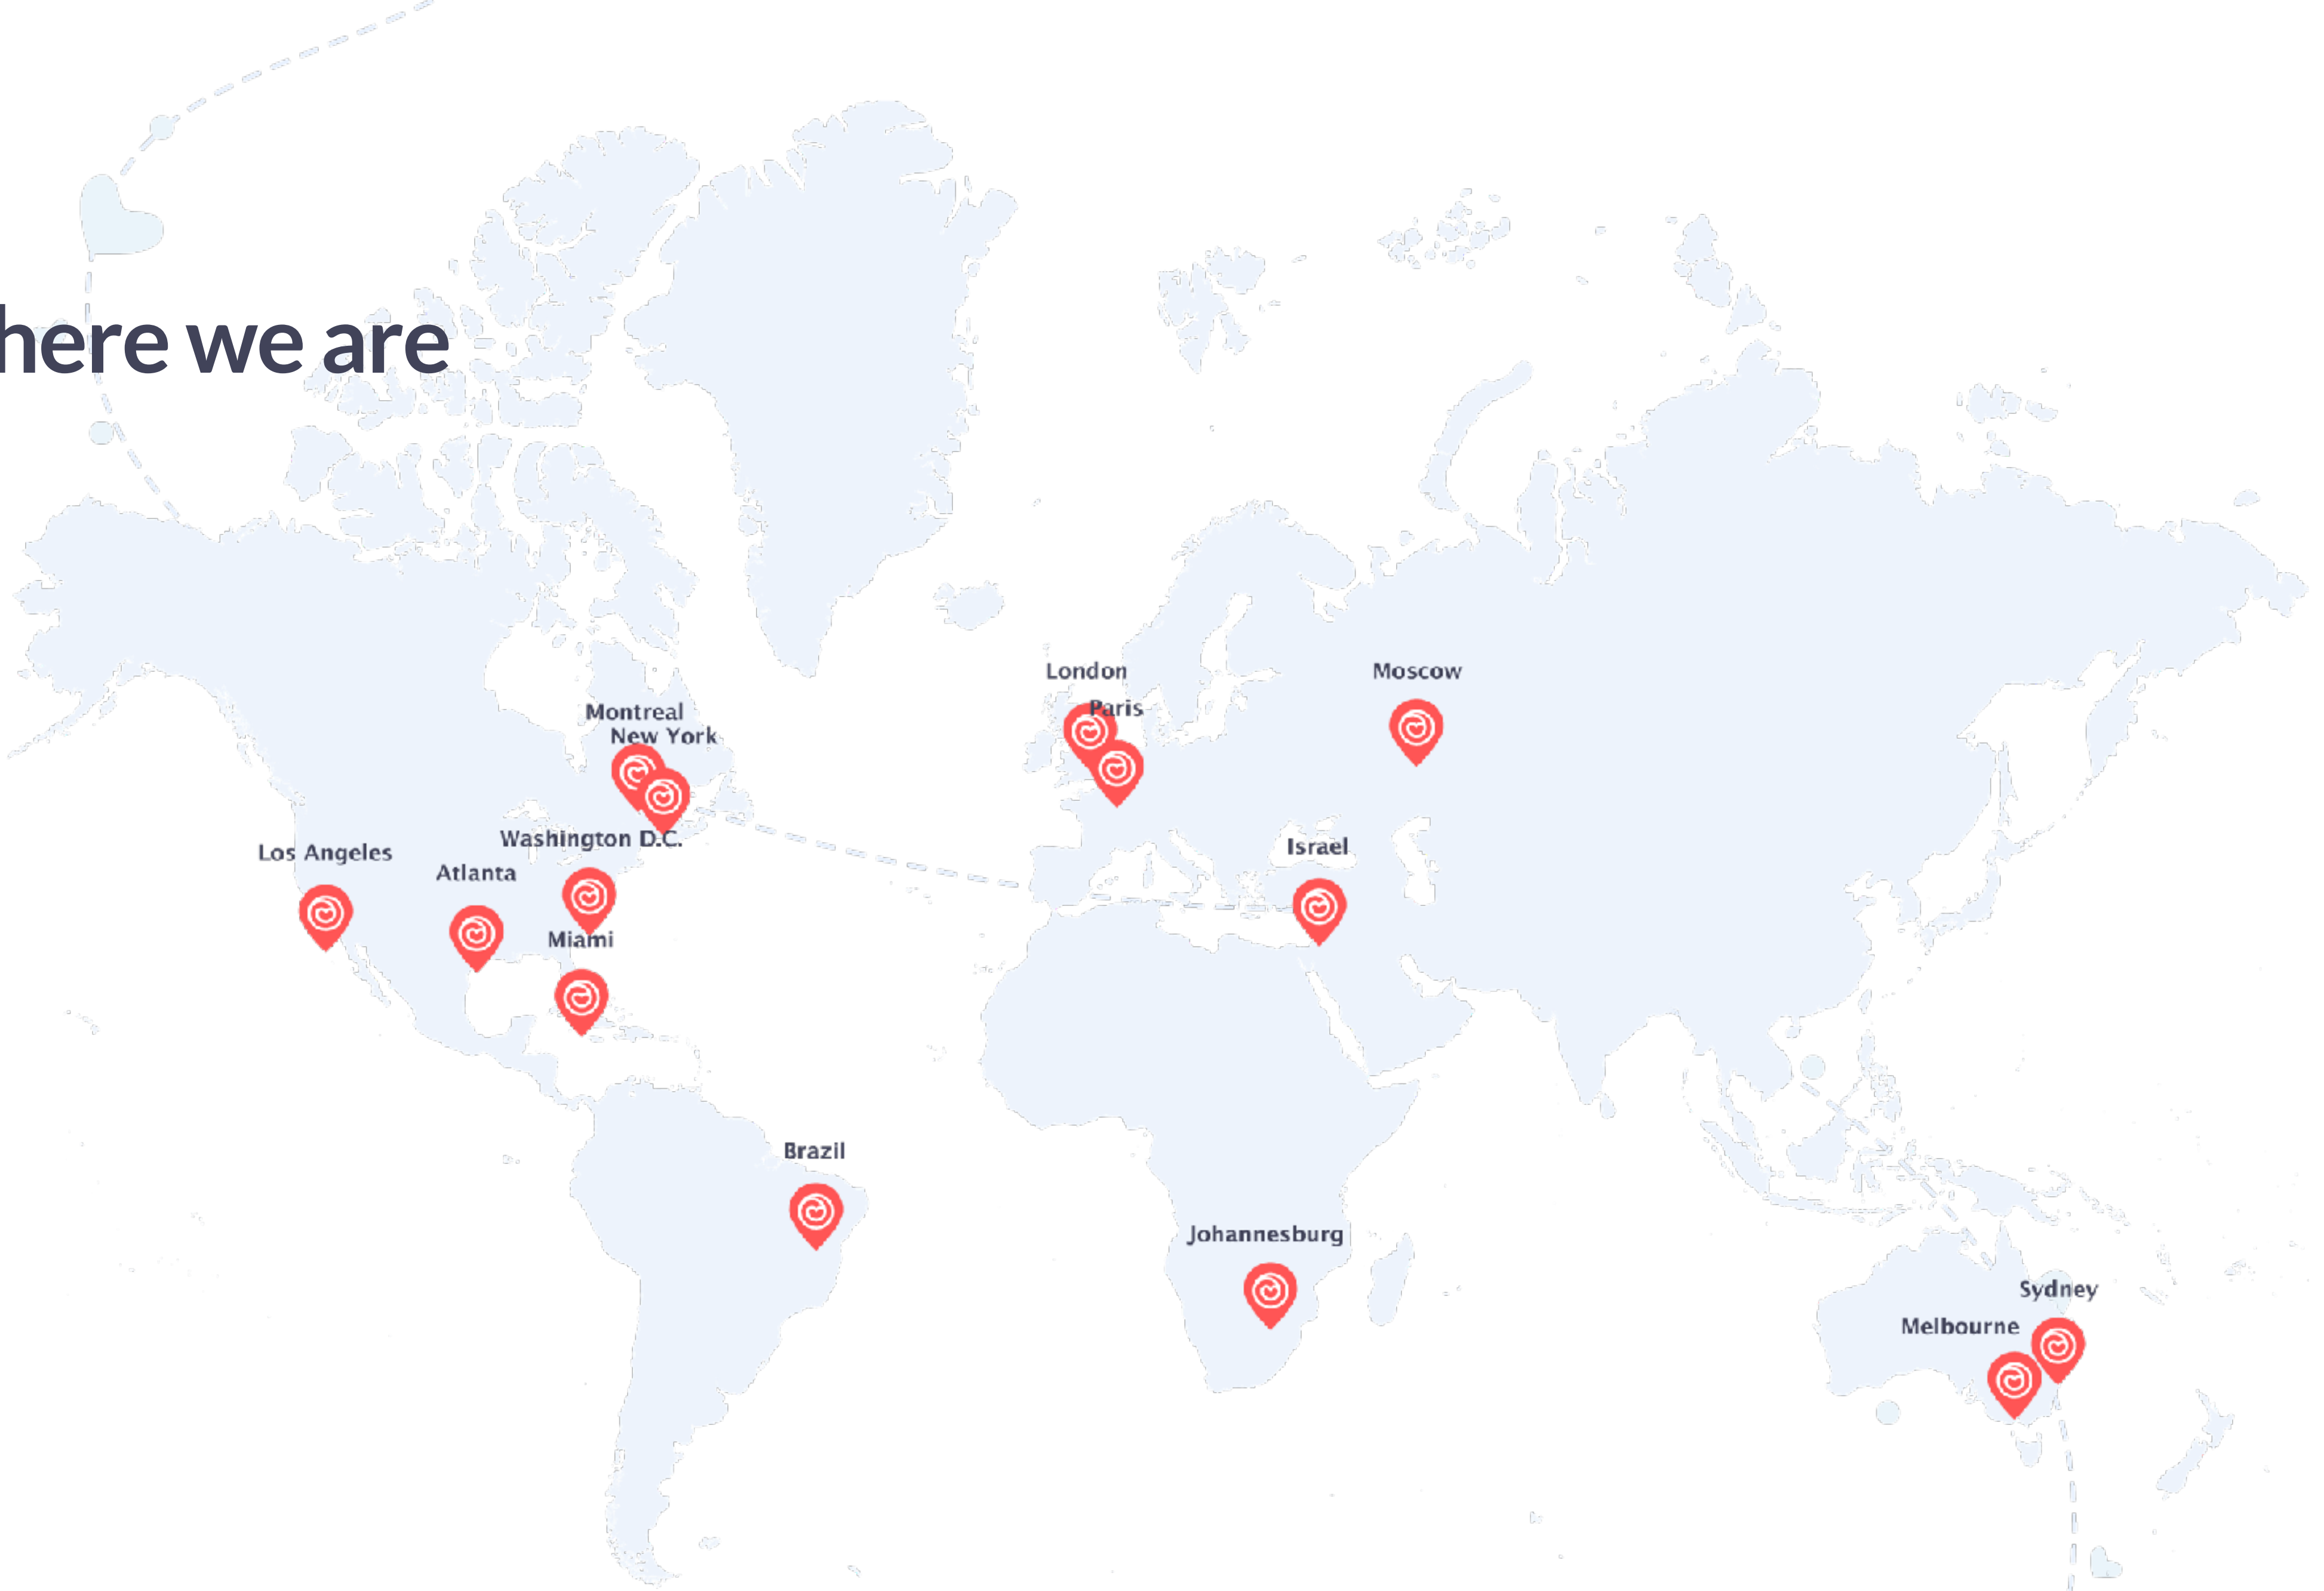 here we are
London
Moscow
Paris
Montreal
New York
Washington D.C.
Israel
Los Angeles
Atlanta
Miami
Brazil
Johannesburg
Sydney
Melbourne